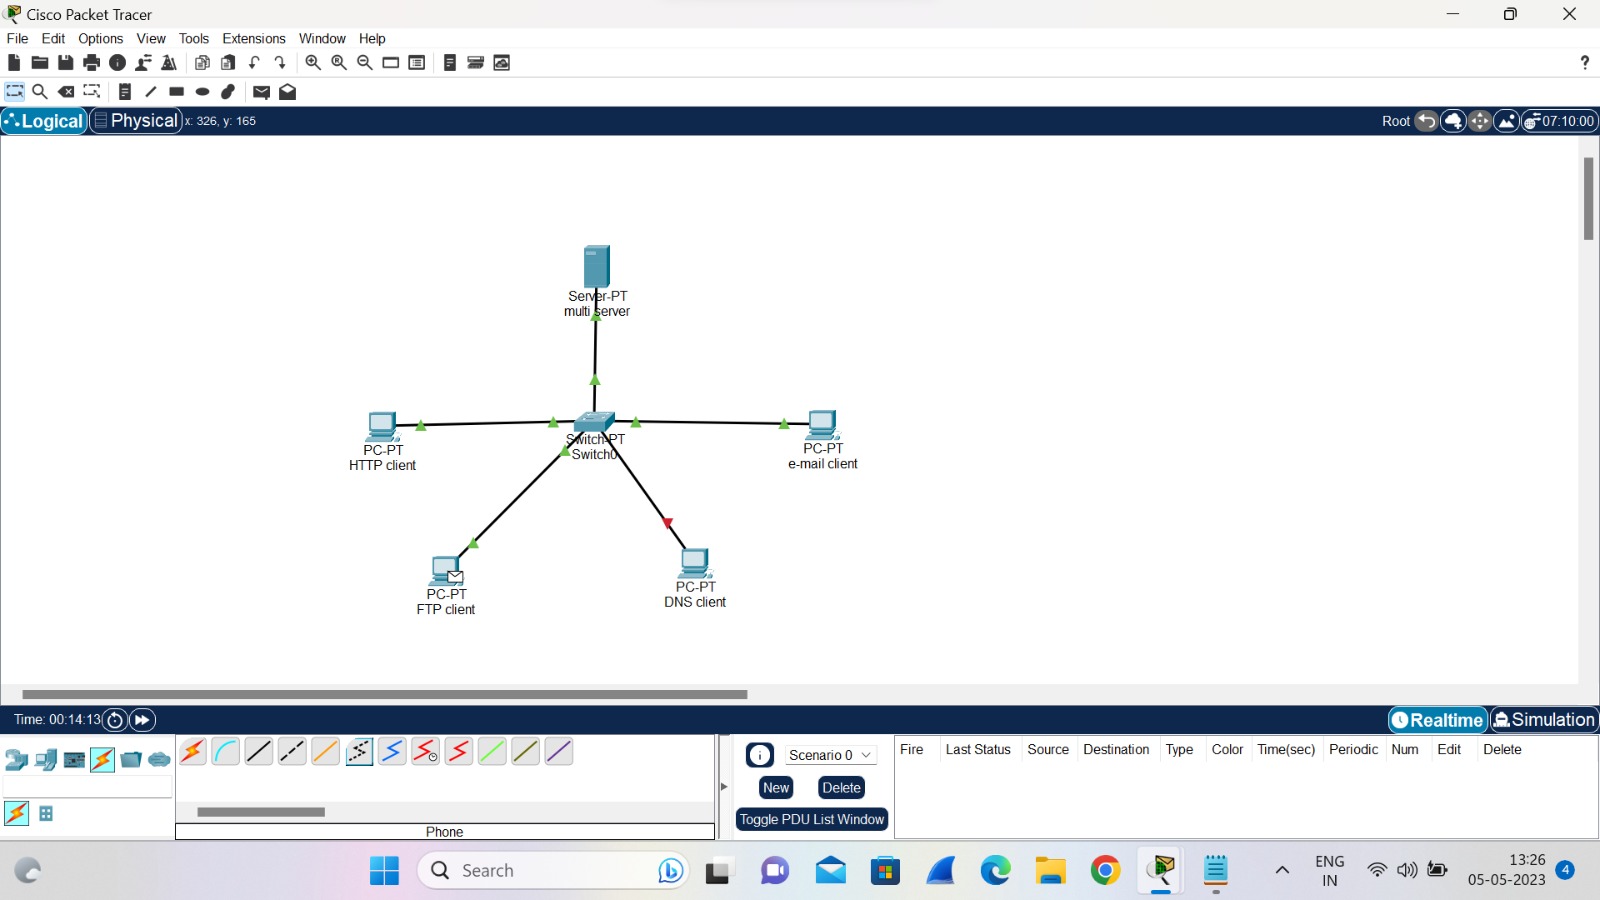 Cisco Packet Tracer
File Edit Options View Tools Extensions Window Help
?
Logical Physical x: 326, y: 165 Root 07:10:00
Server-PT
multi server
Switch-PT
Switch0
PC-PT
HTTP client
PC-PT
e-mail client
PC-PT
FTP client
PC-PT
DNS client
Time: 00:14:13 Realtime Simulation
Scenario 0
New Delete
Toggle PDU List Window
Fire Last Status Source Destination Type Color Time(sec) Periodic Num Edit Delete
Phone
Search
ENG
IN
13:26
05-05-2023
4